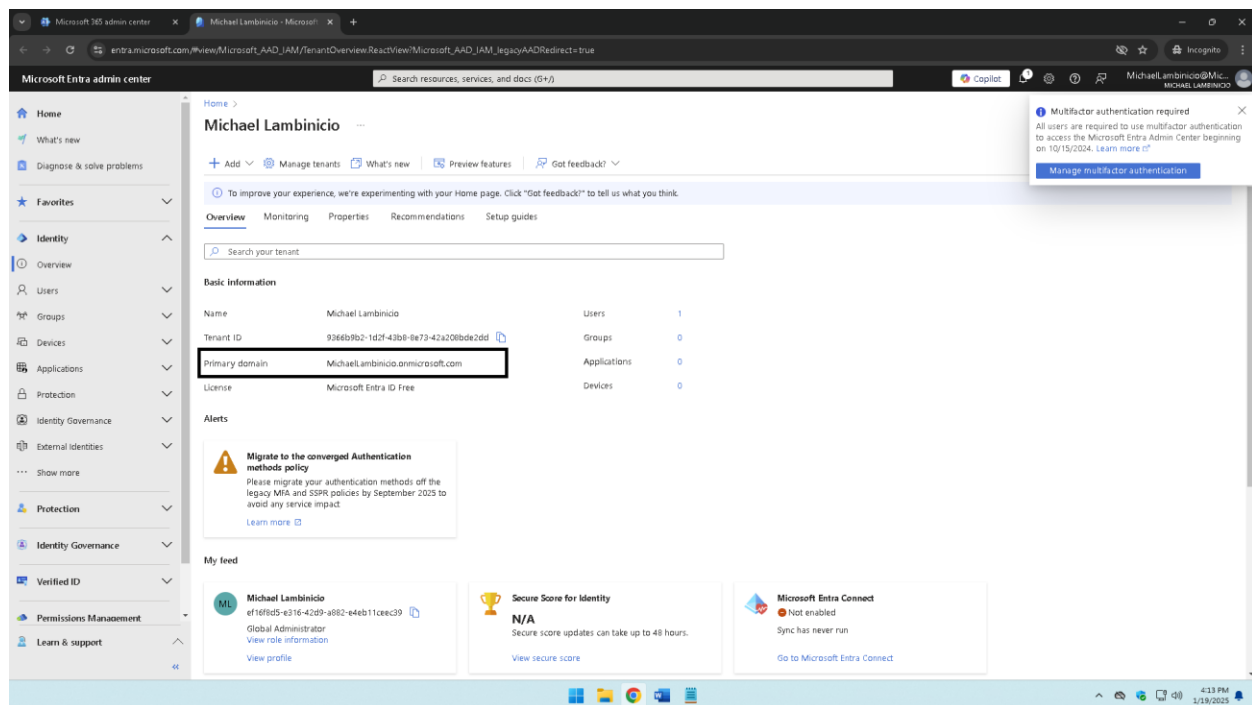 Microsoft 365 admin center
Michael Lambinicio - Microsoft
entra.microsoft.com/#view/Microsoft_AAD_IAM/TenantOverview.ReactView?Microsoft_AAD_IAM_legacyAADRedirect=true
Incognito
Microsoft Entra admin center
Search resources, services, and docs (G+/)
Copilot
1
MichaelLambinicio@Mic...
MICHAEL LAMBINICIO
Home
What's new
Diagnose & solve problems
Favorites
Identity
Overview
Users
Groups
Devices
Applications
Protection
Identity Governance
External Identities
Show more
Protection
Identity Governance
Verified ID
Permissions Management
Learn & support
Home >
Michael Lambinicio ...
Add
Manage tenants
What's new
Preview features
Got feedback?
To improve your experience, we're experimenting with your Home page. Click "Got feedback?" to tell us what you think.
Overview Monitoring Properties Recommendations Setup guides
Search your tenant
Basic information
Name Michael Lambinicio Users 1
Tenant ID 9366b9b2-1d2f-43b8-8e73-42a208bde2dd Groups 0
Primary domain MichaelLambinicio.onmicrosoft.com Applications 0
License Microsoft Entra ID Free Devices 0
Alerts
Migrate to the converged Authentication
methods policy
Please migrate your authentication methods off the
legacy MFA and SSPR policies by September 2025 to
avoid any service impact
Learn more
My feed
ML
Michael Lambinicio
ef16f8d5-e316-42d9-a882-e4eb11ceec39
Global Administrator
View role information
View profile
Secure Score for Identity
N/A
Secure score updates can take up to 48 hours.
View secure score
Microsoft Entra Connect
Not enabled
Sync has never run
Go to Microsoft Entra Connect
Multifactor authentication required
All users are required to use multifactor authentication
to access the Microsoft Entra Admin Center beginning
on 10/15/2024. Learn more
Manage multifactor authentication
4:13 PM
1/19/2025